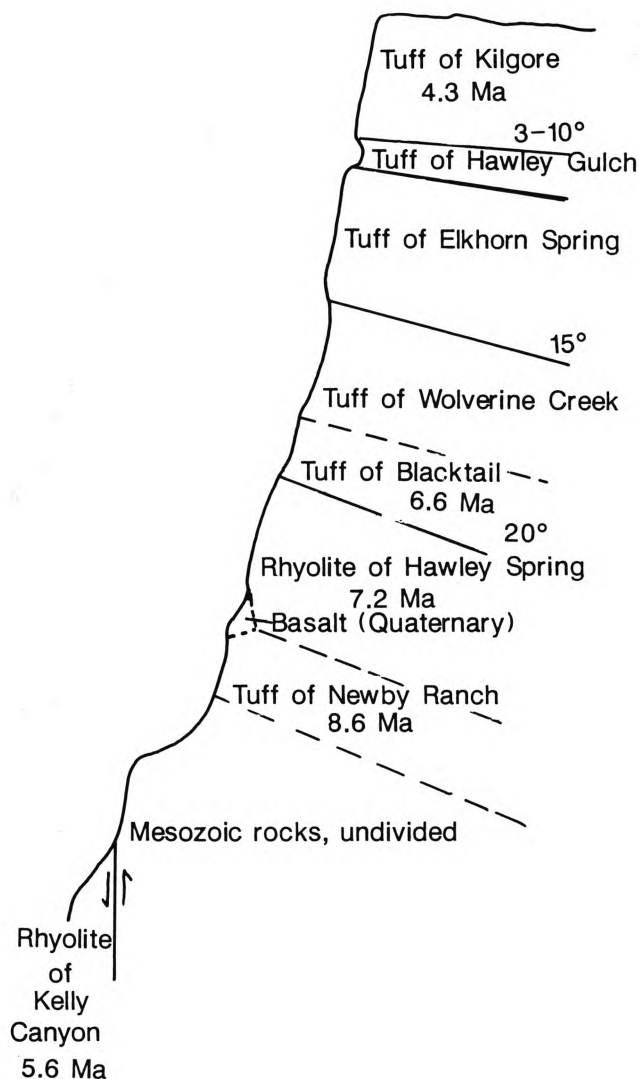 Tuff of Kilgore
4.3 Ma
3-10°
Tuff of Hawley Gulch
Tuff of Elkhorn Spring
15°
Tuff of Wolverine Creek
Tuff of Blacktail
6.6 Ma
20°
Rhyolite of Hawley Spring
7.2 Ma
Basalt (Quaternary)
Tuff of Newby Ranch
8.6 Ma
Mesozoic rocks, undivided
Rhyolite
of
Kelly
Canyon
5.6 Ma